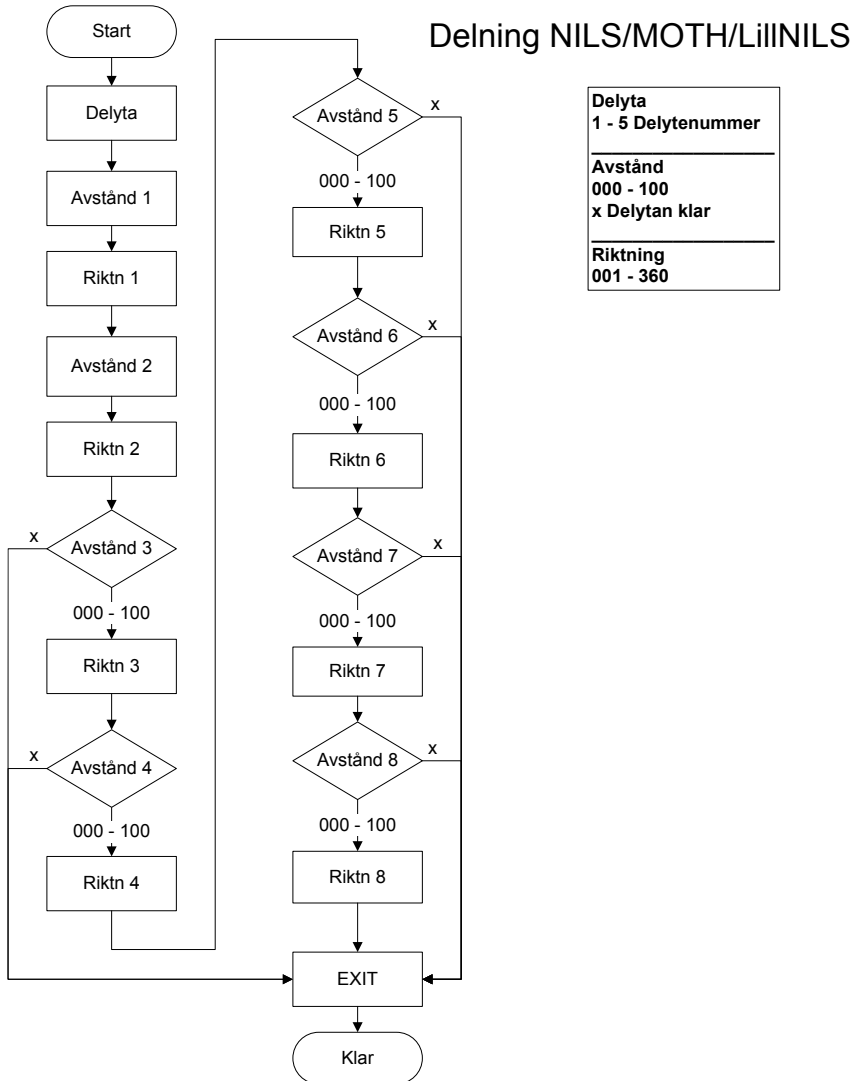 Delning NILS/MOTH/LillNILS
Start
Delyta
Avstånd 1
Riktn 1
Avstånd 2
Riktn 2
Avstånd 3
x
000 - 100
Riktn 3
Avstånd 4
x
000 - 100
Riktn 4
Avstånd 5
x
000 - 100
Riktn 5
Avstånd 6
x
000 - 100
Riktn 6
Avstånd 7
x
000 - 100
Riktn 7
Avstånd 8
x
000 - 100
Riktn 8
EXIT
Klar
Delyta
1 - 5 Delytenummer
Avstånd
000 - 100
x Delytan klar
Riktning
001 - 360